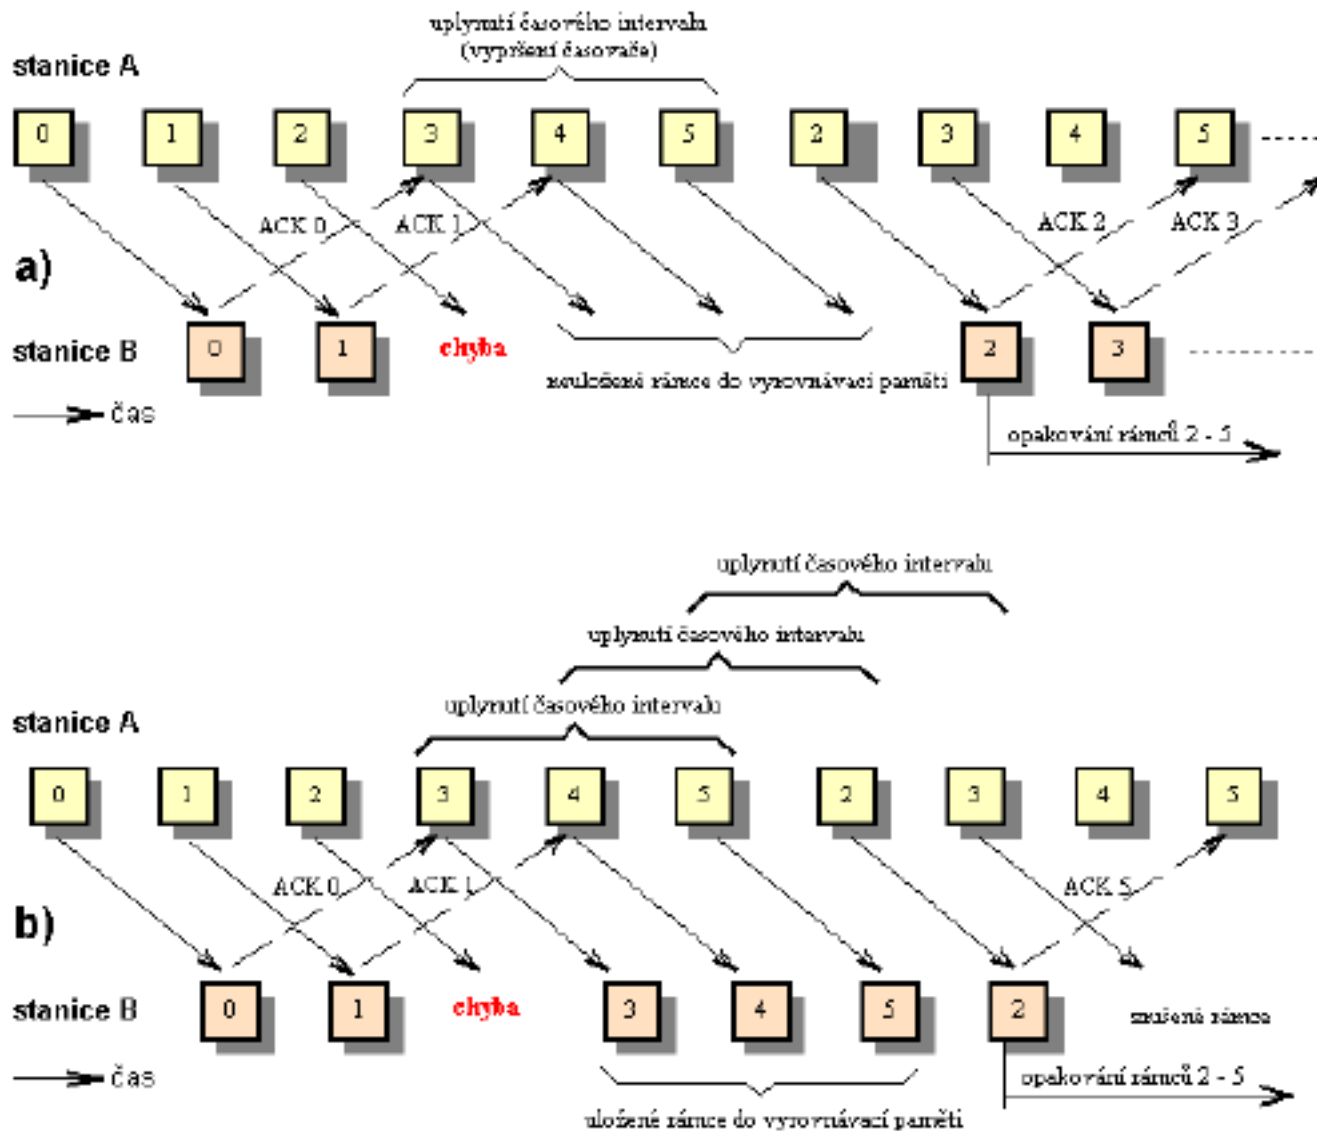 uplynutí časového intervalu
(vypršení časovače)
stanice A
0 1 2 3 4 5 2 3 4 5
ACK 0 ACK 1 ACK 2 ACK 3
a)
stanice B
0 1 chyba 2 3
neuložené rámce do vyrovnávací paměti
čas
opakování rámců 2 - 5
uplynutí časového intervalu
uplynutí časového intervalu
uplynutí časového intervalu
stanice A
0 1 2 3 4 5 2 3 4 5
ACK 0 ACK 1 ACK 5
b)
stanice B
0 1 chyba 3 4 5 2 zrušené rámce
čas
opakování rámců 2 - 5
uložené rámce do vyrovnávací paměti